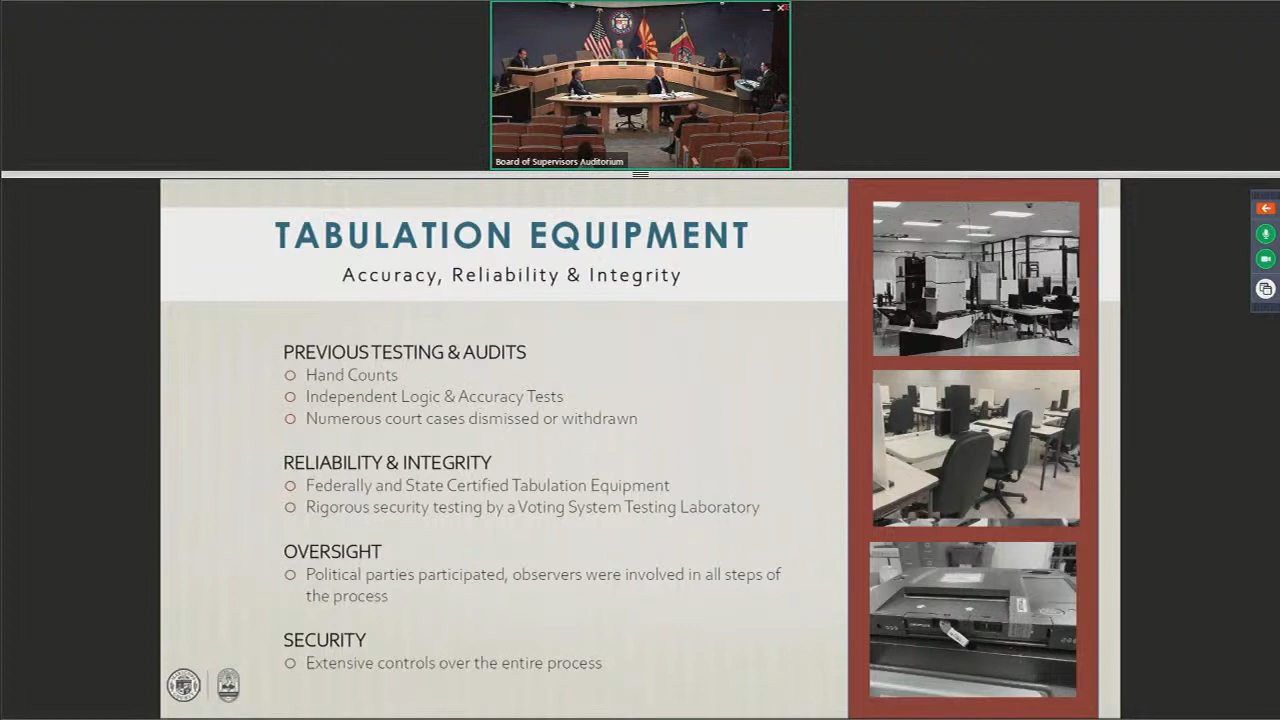 Board of Supervisors Auditorium
TABULATION EQUIPMENT
Accuracy, Reliability & Integrity
PREVIOUS TESTING & AUDITS
Hand Counts
Independent Logic & Accuracy Tests
Numerous court cases dismissed or withdrawn
RELIABILITY & INTEGRITY
Federally and State Certified Tabulation Equipment
Rigorous security testing by a Voting System Testing Laboratory
OVERSIGHT
Political parties participated, observers were involved in all steps of
the process
SECURITY
Extensive controls over the entire process